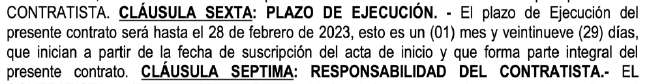 CONTRATISTA. CLÁUSULA SEXTA: PLAZO DE EJECUCIÓN. - El plazo de Ejecución del
presente contrato será hasta el 28 de febrero de 2023, esto es un (01) mes y veintinueve (29) días,
que inician a partir de la fecha de suscripción del acta de inicio y que forma parte integral del
presente contrato. CLÁUSULA SEPTIMA: RESPONSABILIDAD DEL CONTRATISTA.- EL